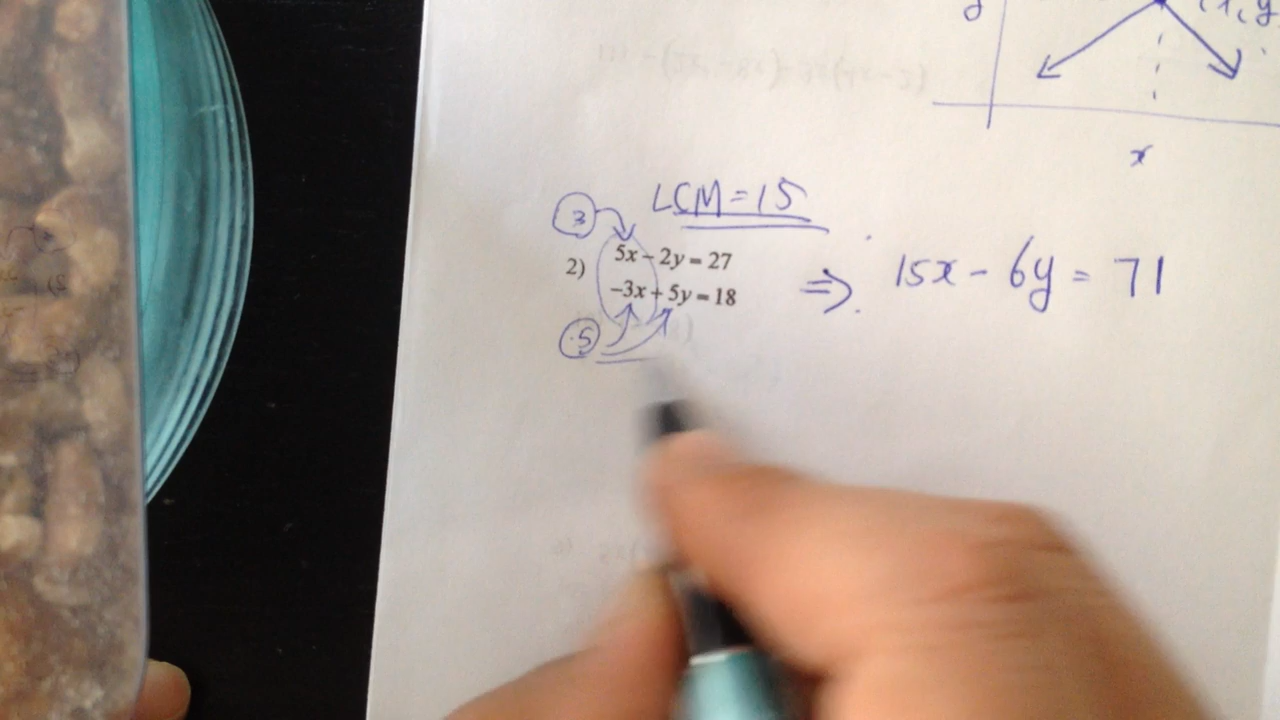 y
x
LCM = 15
3
2)
5x – 2y = 27
–3x + 5y = 18
5
⇒ 15x - 6y = 71